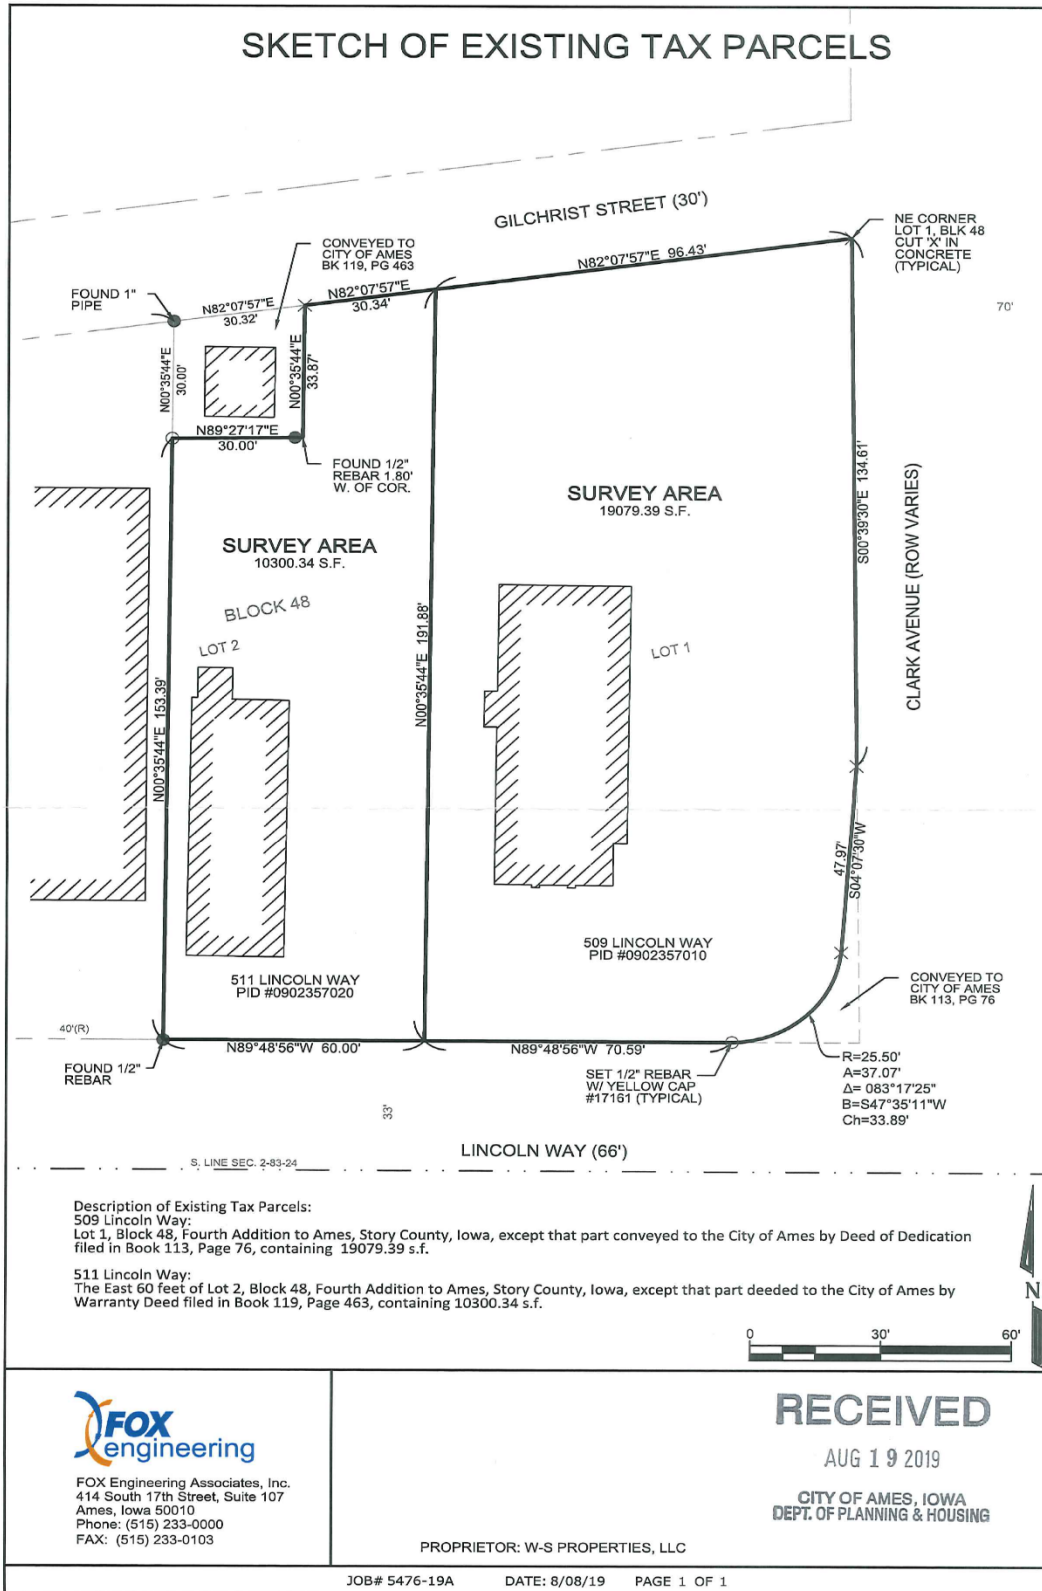 SKETCH OF EXISTING TAX PARCELS
GILCHRIST STREET (30')
NE CORNER
LOT 1, BLK 48
CUT 'X' IN
CONCRETE
(TYPICAL)
CONVEYED TO
CITY OF AMES
BK 119, PG 463
FOUND 1"
PIPE
N82°07'57"E
30.32'
N82°07'57"E
30.34'
N82°07'57"E 96.43'
70'
N00°35'44"E
30.00'
N00°35'44"E
33.87'
N89°27'17"E
30.00'
FOUND 1/2"
REBAR 1.80'
W. OF COR.
SURVEY AREA
19079.39 S.F.
SURVEY AREA
10300.34 S.F.
BLOCK 48
LOT 2
LOT 1
S00°39'30"E 134.61'
CLARK AVENUE (ROW VARIES)
N00°35'44"E 191.88'
N00°35'44"E 153.39'
47.97'
S04°07'30"W
509 LINCOLN WAY
PID #0902357010
511 LINCOLN WAY
PID #0902357020
CONVEYED TO
CITY OF AMES
BK 113, PG 76
40'(R)
N89°48'56"W 60.00'
N89°48'56"W 70.59'
FOUND 1/2"
REBAR
SET 1/2" REBAR
W/ YELLOW CAP
#17161 (TYPICAL)
R=25.50'
A=37.07'
Δ= 083°17'25"
B=S47°35'11"W
Ch=33.89'
33'
LINCOLN WAY (66')
S. LINE SEC. 2-83-24
Description of Existing Tax Parcels:
509 Lincoln Way:
Lot 1, Block 48, Fourth Addition to Ames, Story County, Iowa, except that part conveyed to the City of Ames by Deed of Dedication
filed in Book 113, Page 76, containing 19079.39 s.f.
511 Lincoln Way:
The East 60 feet of Lot 2, Block 48, Fourth Addition to Ames, Story County, Iowa, except that part deeded to the City of Ames by
Warranty Deed filed in Book 119, Page 463, containing 10300.34 s.f.
N
0 30' 60'
FOX
engineering
FOX Engineering Associates, Inc.
414 South 17th Street, Suite 107
Ames, Iowa 50010
Phone: (515) 233-0000
FAX: (515) 233-0103
RECEIVED
AUG 19 2019
CITY OF AMES, IOWA
DEPT. OF PLANNING & HOUSING
PROPRIETOR: W-S PROPERTIES, LLC
JOB# 5476-19A DATE: 8/08/19 PAGE 1 OF 1